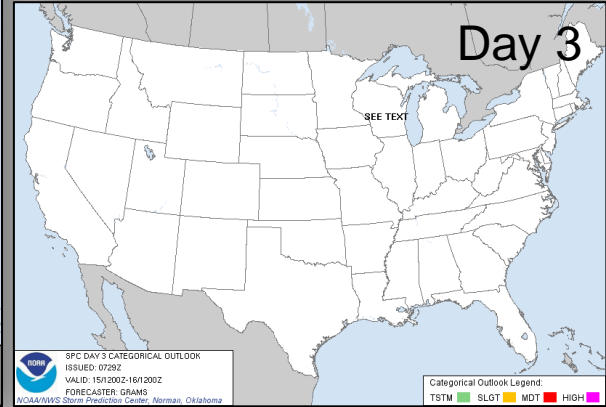 Day 3
SEE TEXT
NOAA
SPC DAY 3 CATEGORICAL OUTLOOK
ISSUED: 0729Z
VALID: 15/1200Z-16/1200Z
FORECASTER: GRAMS
NOAA/NWS Storm Prediction Center, Norman, Oklahoma
Categorical Outlook Legend:
TSTM SLGT MDT HIGH